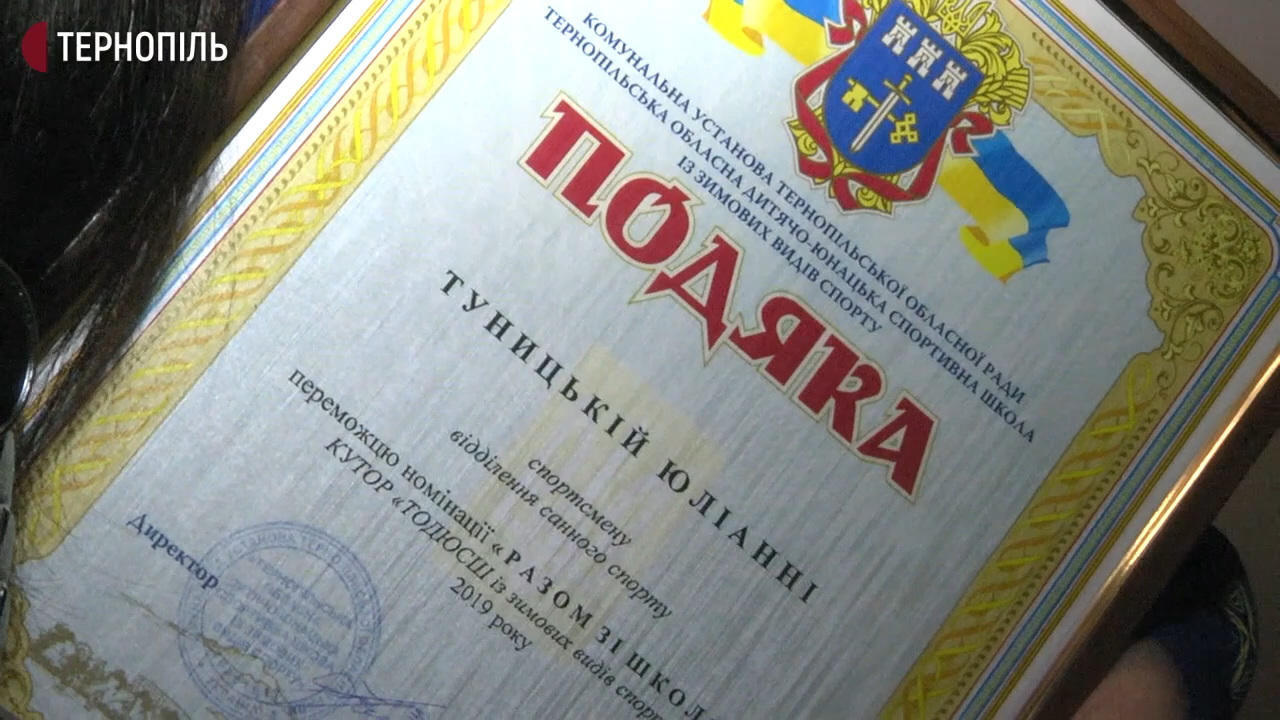 ТЕРНОПІЛЬ
КОМУНАЛЬНА УСТАНОВА ТЕРНОПІЛЬСЬКОЇ ОБЛАСНОЇ РАДИ
ТЕРНОПІЛЬСЬКА ОБЛАСНА ДИТЯЧО-ЮНАЦЬКА СПОРТИВНА ШКОЛА
ІЗ ЗИМОВИХ ВИДІВ СПОРТУ
ПОДЯКА
ТУНИЦЬКІЙ ЮЛІАННІ
спортсмену
відділення санного спорту
переможцю номінації «РАЗОМ ЗІ ШКОЛ
КУТОР «ТОДЮСШ із зимових видів спор
2019 року
Директор